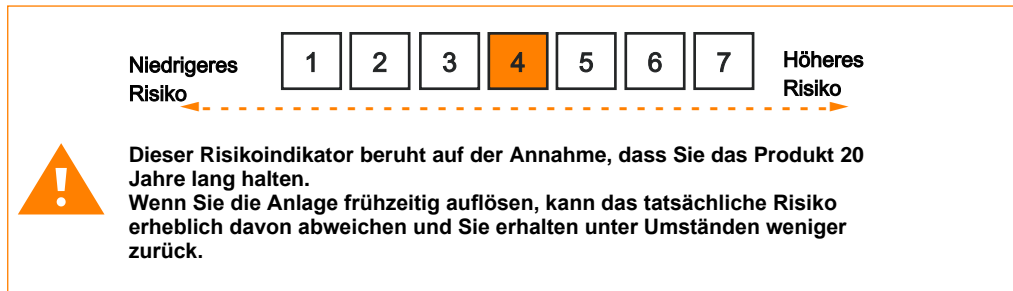 Niedrigeres 1 2 3 4 5 6 7 Höheres
Risiko Risiko
!
Dieser Risikoindikator beruht auf der Annahme, dass Sie das Produkt 20
Jahre lang halten.
Wenn Sie die Anlage frühzeitig auflösen, kann das tatsächliche Risiko
erheblich davon abweichen und Sie erhalten unter Umständen weniger
zurück.